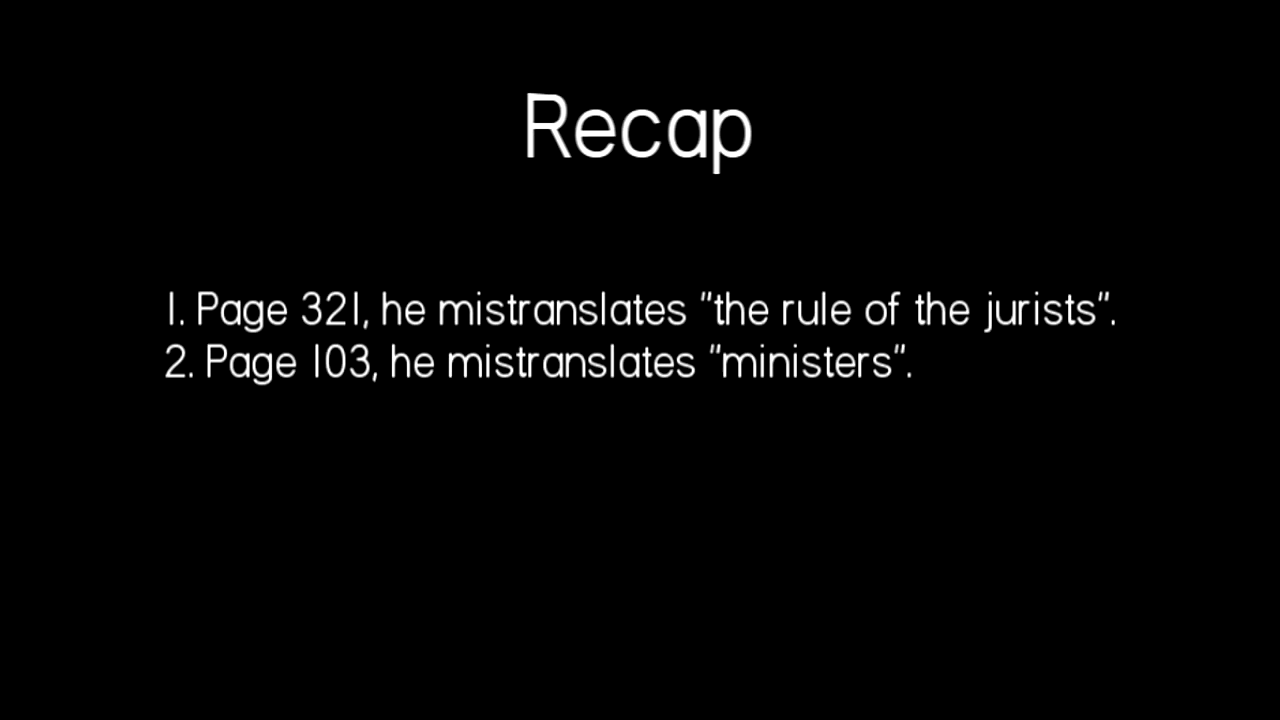 Recap
1. Page 321, he mistranslates "the rule of the jurists".
2. Page 103, he mistranslates "ministers".